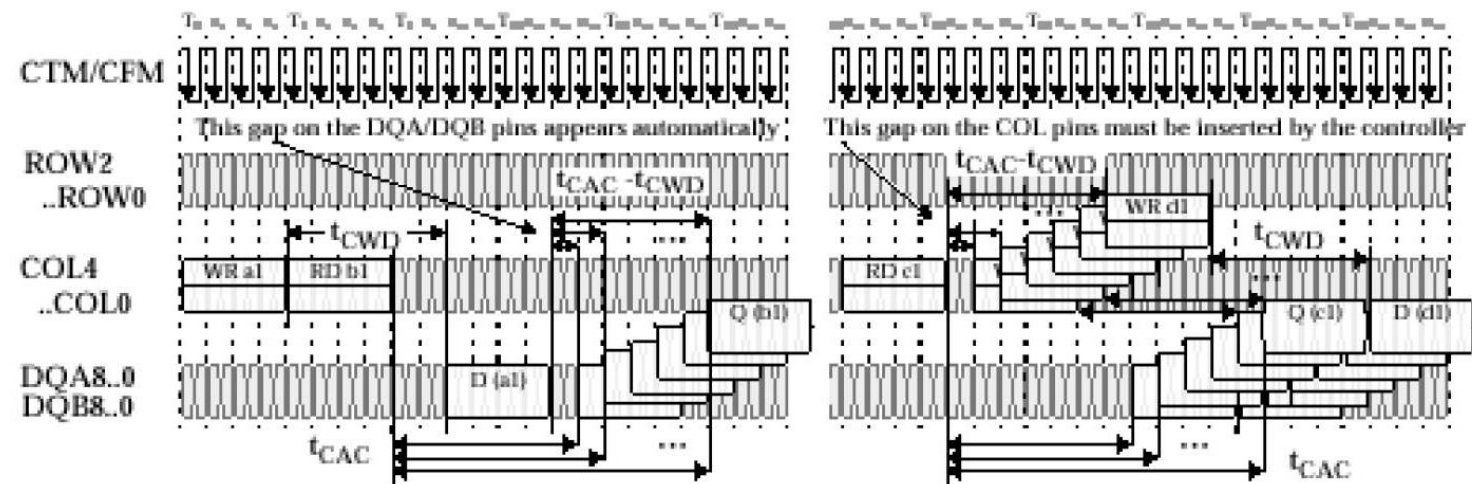 CTM/CFM
This gap on the DQA/DQB pins appears automatically
This gap on the COL pins must be inserted by the controller
ROW2
..ROW0
tCAC -tCWD
tCAC-tCWD
...
WR d1
tCWD
...
tCWD
COL4
..COL0
WR a1
RD b1
RD c1
...
Q (b1)
Q (c1)
D (d1)
DQA8..0
DQB8..0
D (a1)
tCAC
...
...
tCAC